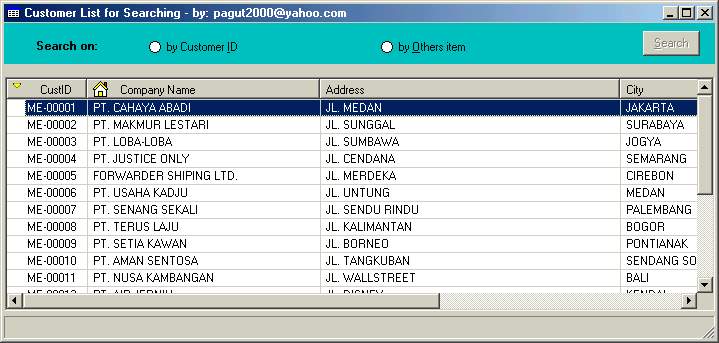 Customer List for Searching - by: pagut2000@yahoo.com
Search on: by Customer ID by Others item Search
CustID Company Name Address City
ME-00001 PT. CAHAYA ABADI JL. MEDAN JAKARTA
ME-00002 PT. MAKMUR LESTARI JL. SUNGGAL SURABAYA
ME-00003 PT. LOBA-LOBA JL. SUMBAWA JOGYA
ME-00004 PT. JUSTICE ONLY JL. CENDANA SEMARANG
ME-00005 FORWARDER SHIPING LTD. JL. MERDEKA CIREBON
ME-00006 PT. USAHA KADJU JL. UNTUNG MEDAN
ME-00007 PT. SENANG SEKALI JL. SENDU RINDU PALEMBANG
ME-00008 PT. TERUS LAJU JL. KALIMANTAN BOGOR
ME-00009 PT. SETIA KAWAN JL. BORNEO PONTIANAK
ME-00010 PT. AMAN SENTOSA JL. TANGKUBAN SENDANG SO
ME-00011 PT. NUSA KAMBANGAN JL. WALLSTREET BALI